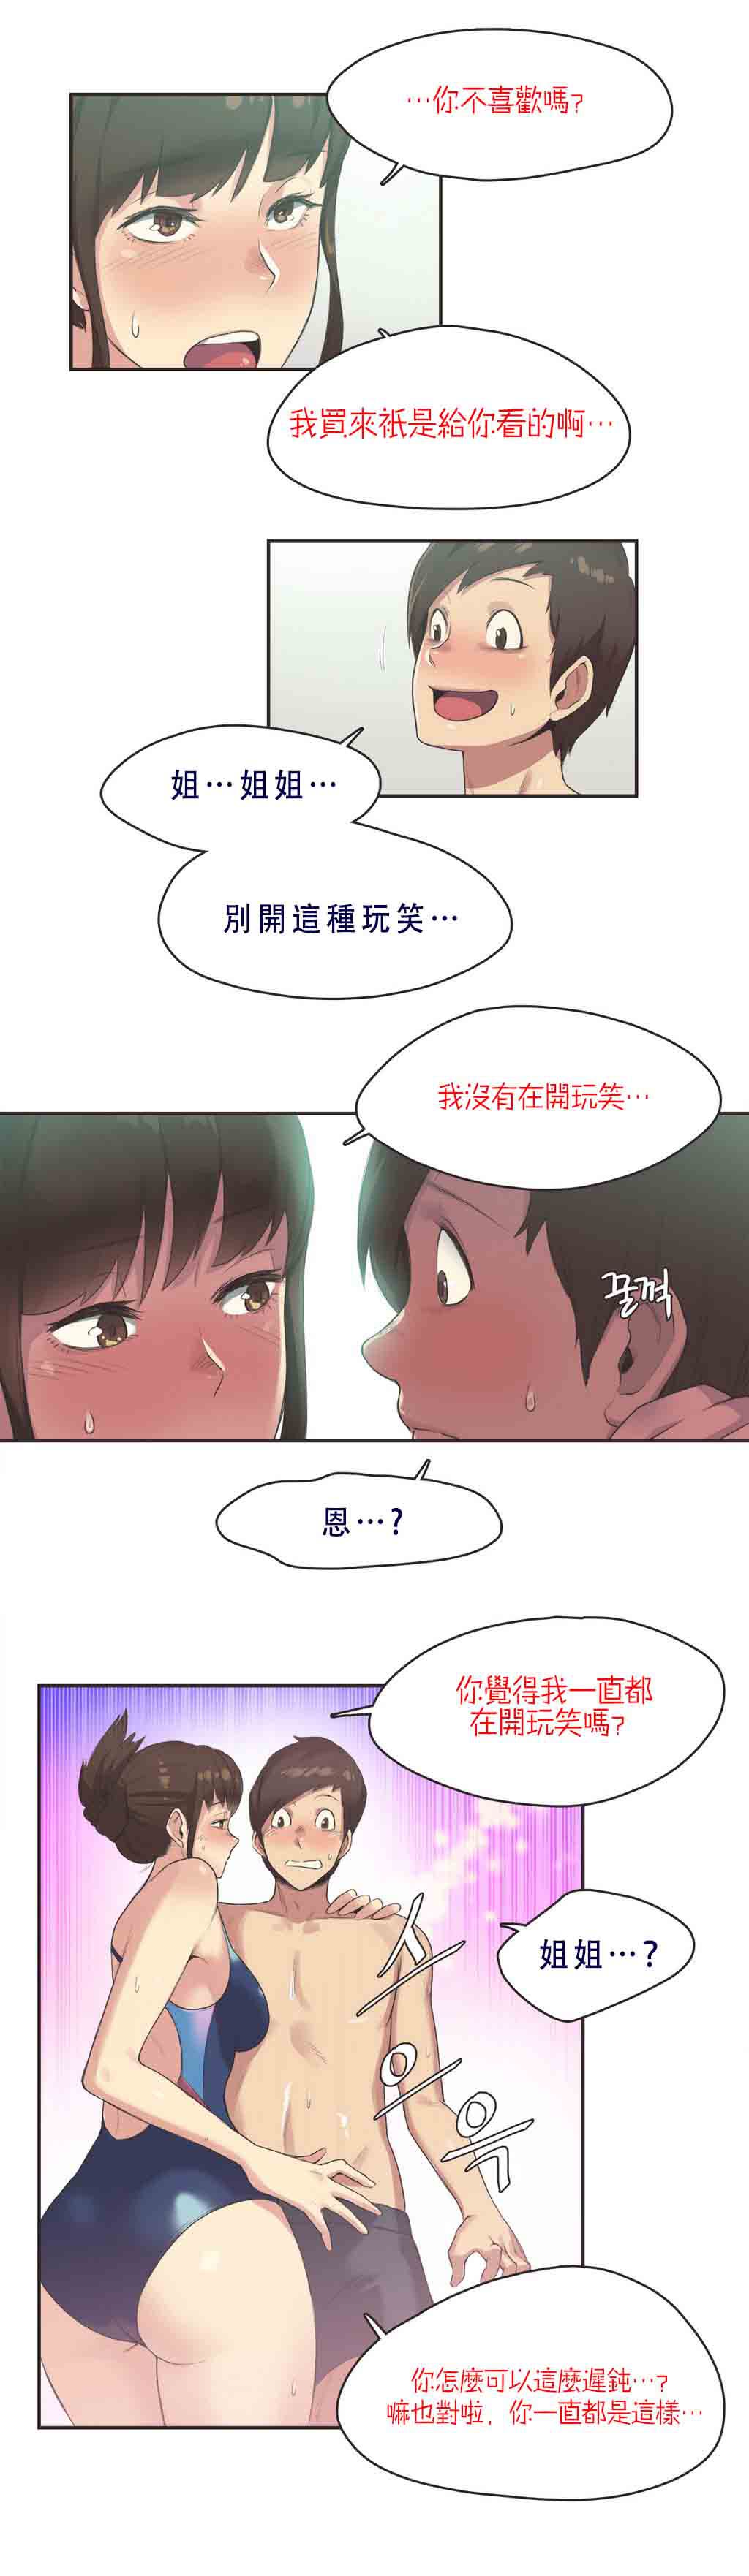 …你不喜歡嗎?
我買來衹是給你看的啊…
姐…姐姐…
別開這種玩笑…
我沒有在開玩笑…
꿀꺽
恩…?
你覺得我一直都
在開玩笑嗎?
姐姐…?
스
으
윽
你怎麼可以這麼遲鈍…?
嘛也對啦，你一直都是這樣…